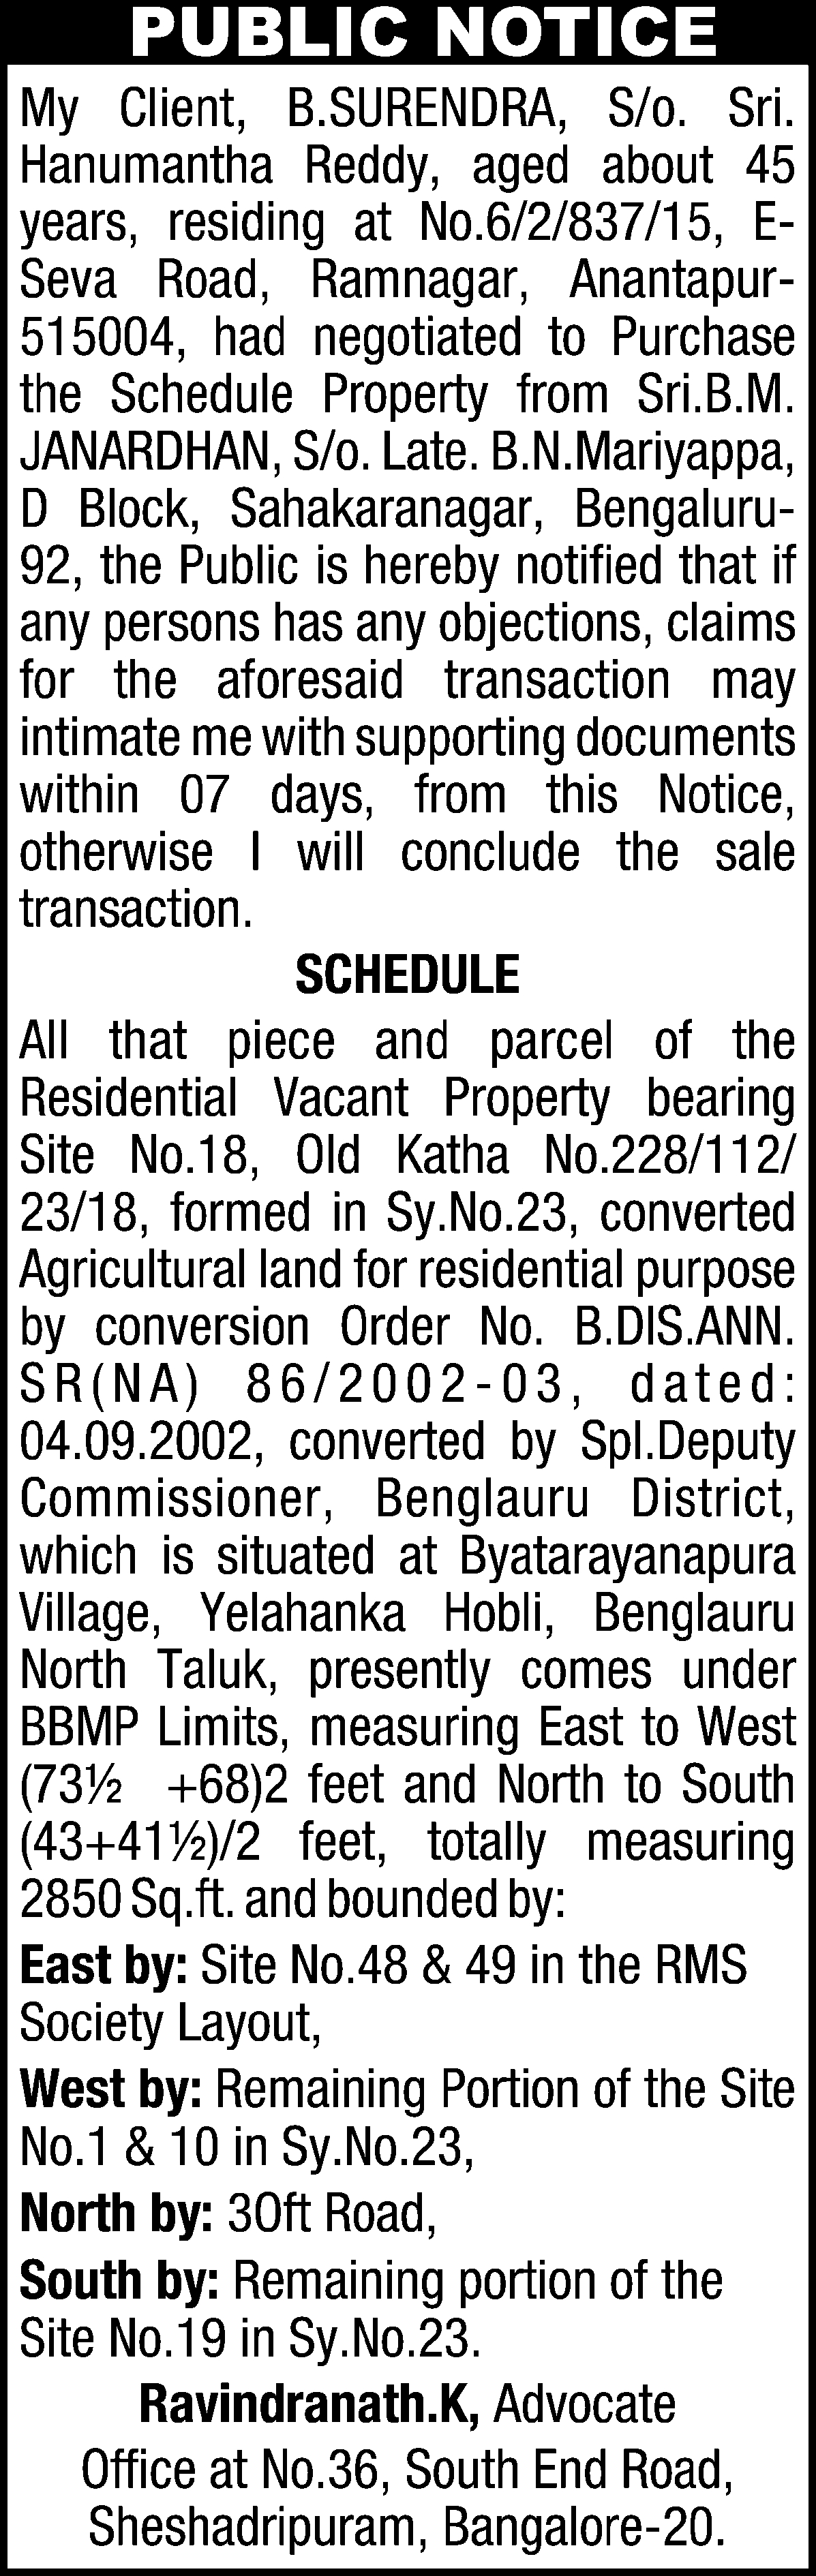 PUBLIC NOTICE
My Client, B.SURENDRA, S/o. Sri.
Hanumantha Reddy, aged about 45
years, residing at No.6/2/837/15, E-
Seva Road, Ramnagar, Anantapur-
515004, had negotiated to Purchase
the Schedule Property from Sri.B.M.
JANARDHAN, S/o. Late. B.N.Mariyappa,
D Block, Sahakaranagar, Bengaluru-
92, the Public is hereby notified that if
any persons has any objections, claims
for the aforesaid transaction may
intimate me with supporting documents
within 07 days, from this Notice,
otherwise I will conclude the sale
transaction.
SCHEDULE
All that piece and parcel of the
Residential Vacant Property bearing
Site No.18, Old Katha No.228/112/
23/18, formed in Sy.No.23, converted
Agricultural land for residential purpose
by conversion Order No. B.DIS.ANN.
SR(NA) 86/2002-03, dated:
04.09.2002, converted by Spl.Deputy
Commissioner, Benglauru District,
which is situated at Byatarayanapura
Village, Yelahanka Hobli, Benglauru
North Taluk, presently comes under
BBMP Limits, measuring East to West
(73½ +68)2 feet and North to South
(43+41½)/2 feet, totally measuring
2850 Sq.ft. and bounded by:
East by: Site No.48 & 49 in the RMS
Society Layout,
West by: Remaining Portion of the Site
No.1 & 10 in Sy.No.23,
North by: 30ft Road,
South by: Remaining portion of the
Site No.19 in Sy.No.23.
Ravindranath.K, Advocate
Office at No.36, South End Road,
Sheshadripuram, Bangalore-20.